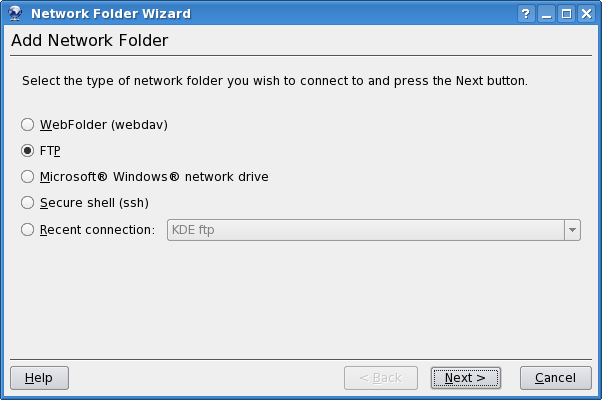 Network Folder Wizard
Add Network Folder
Select the type of network folder you wish to connect to and press the Next button.
WebFolder (webdav)
FTP
Microsoft® Windows® network drive
Secure shell (ssh)
Recent connection: KDE ftp
Help < Back Next > Cancel